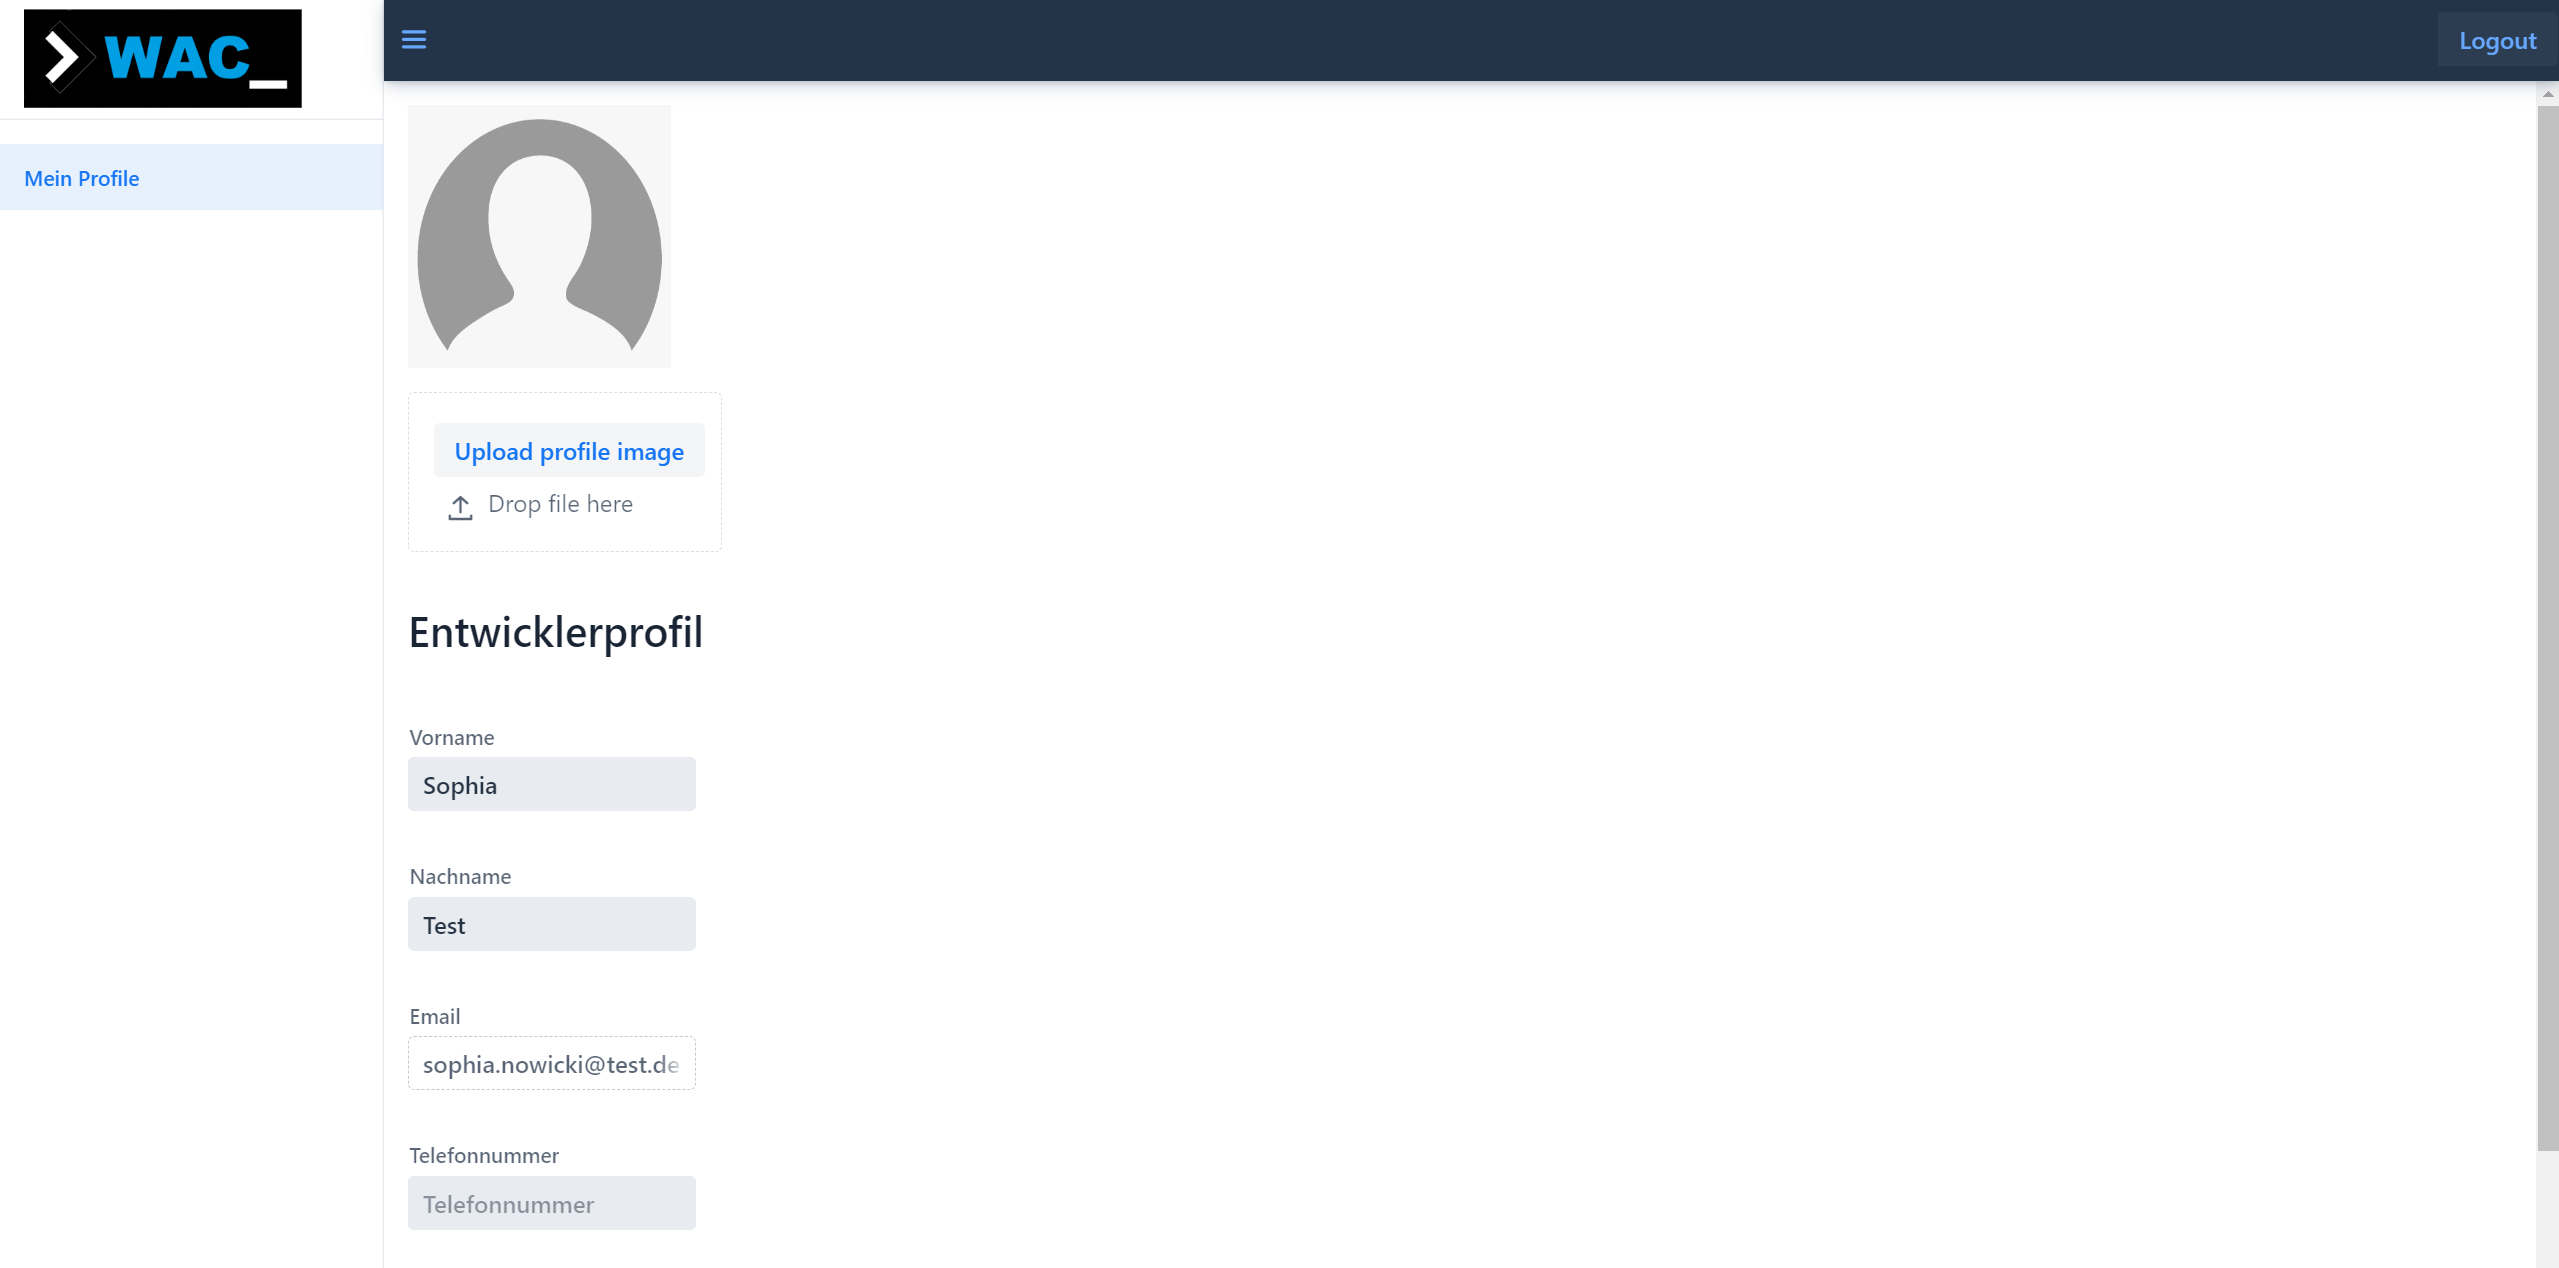 WAC_
Logout
Mein Profile
Upload profile image
Drop file here
Entwicklerprofil
Vorname
Sophia
Nachname
Test
Email
sophia.nowicki@test.de
Telefonnummer
Telefonnummer